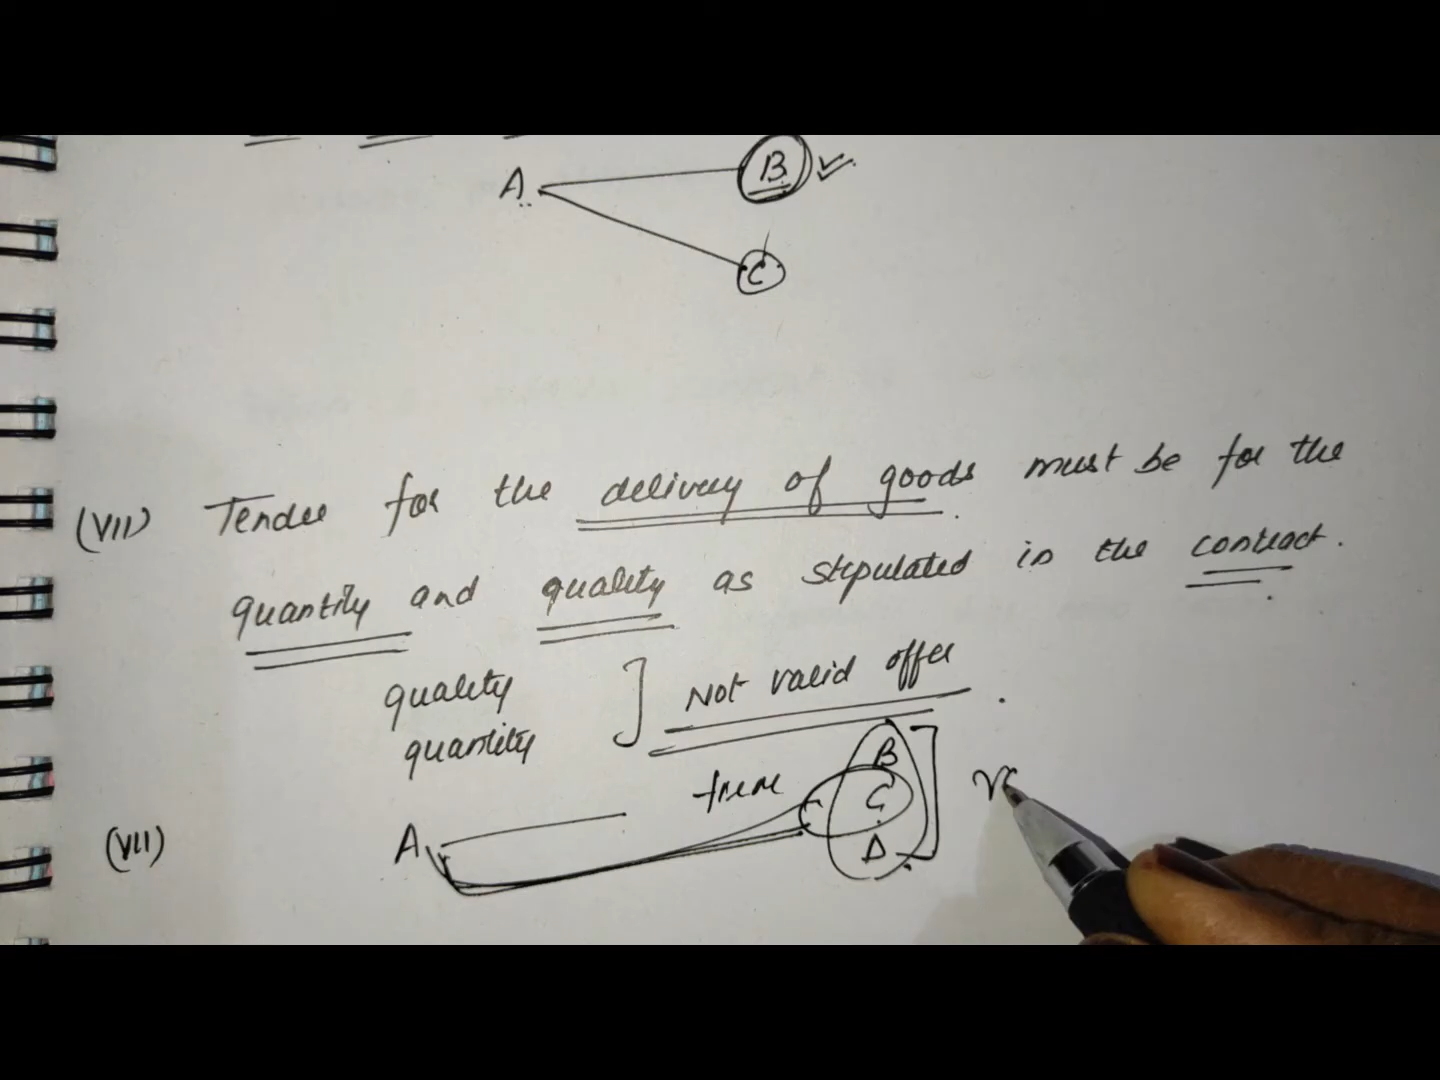 A
B
C
(VII) Tender for the delivery of goods must be for the
quantity and quality as stipulated in the contract.
quality
quantity
Not valid offer
(VII) A
B
C
D